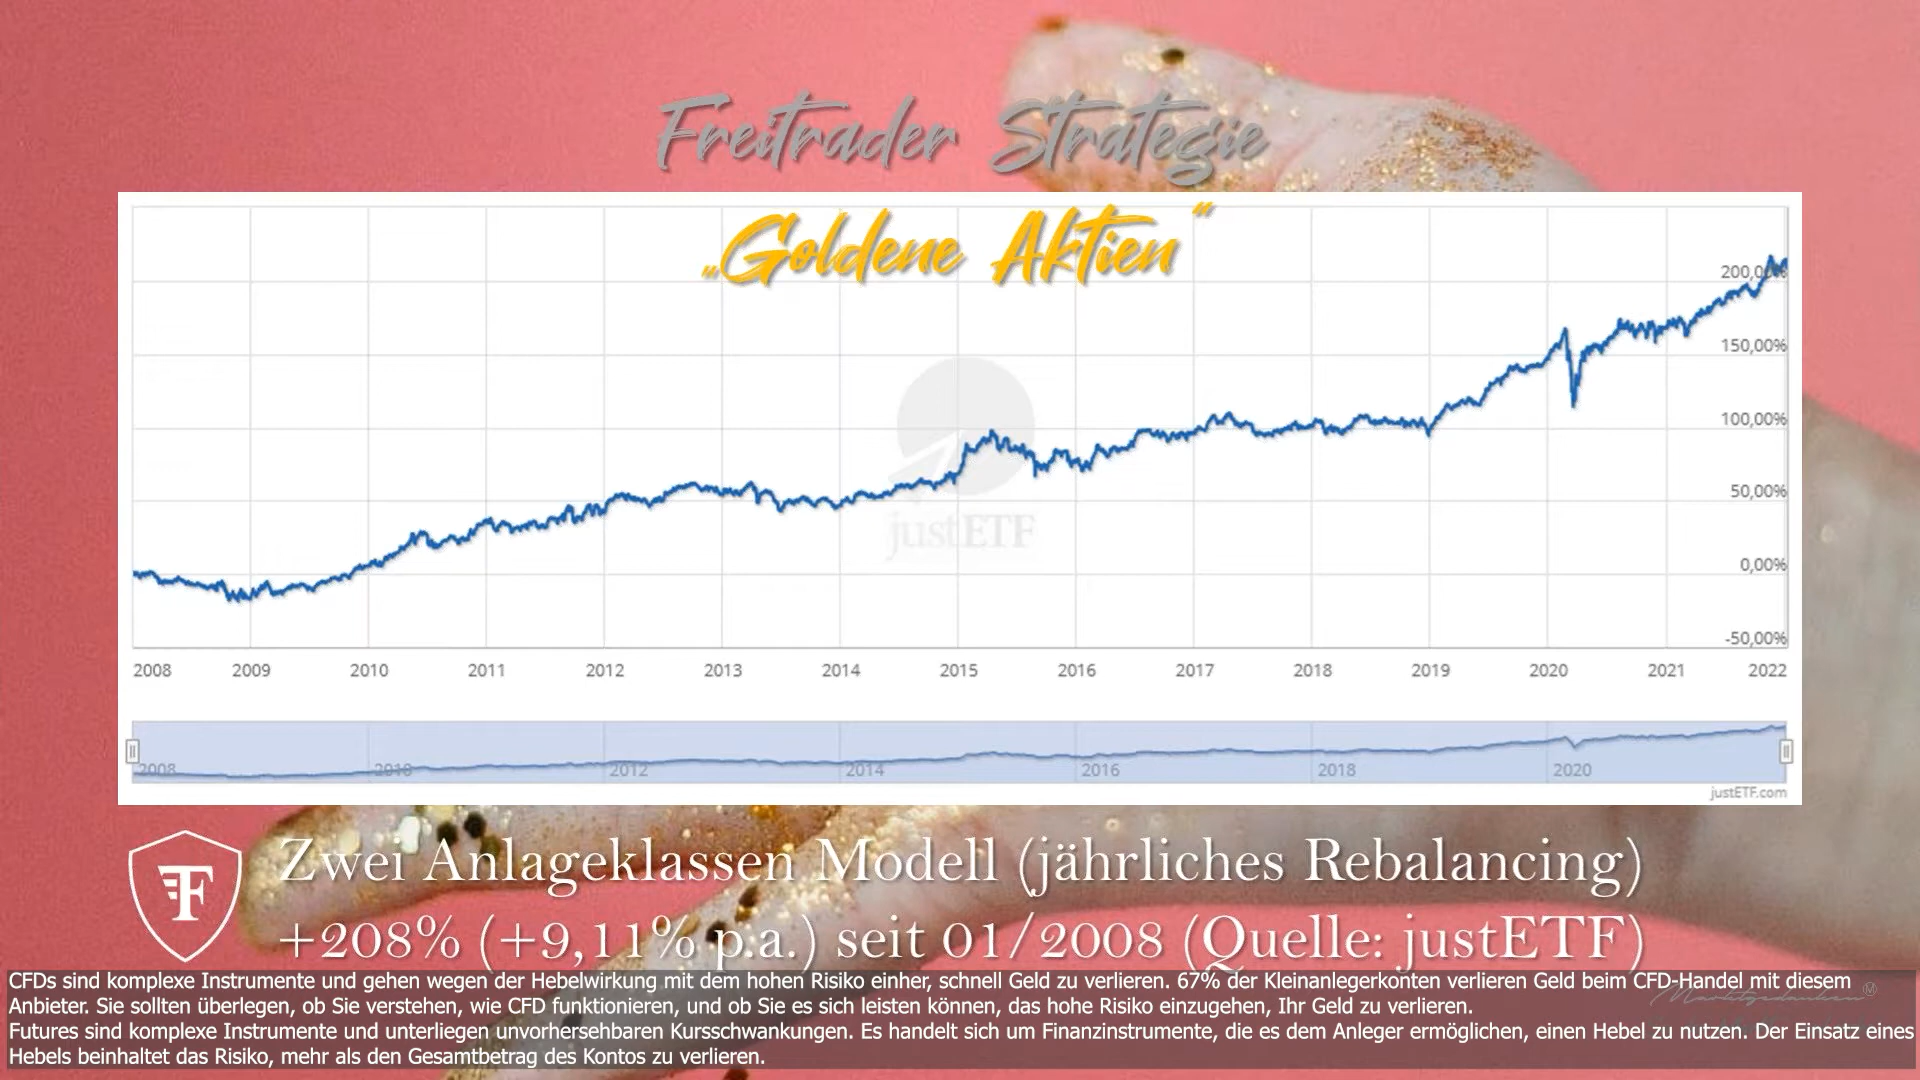 Freitrader Strategie
„Goldene Aktien“
200,00%
150,00%
100,00%
50,00%
0,00%
-50,00%
justETF
2008 2009 2010 2011 2012 2013 2014 2015 2016 2017 2018 2019 2020 2021 2022
2008 2010 2012 2014 2016 2018 2020
justETF.com
F
Zwei Anlageklassen Modell (jährliches Rebalancing)
+208% (+9,11% p.a.) seit 01/2008 (Quelle: justETF)
CFDs sind komplexe Instrumente und gehen wegen der Hebelwirkung mit dem hohen Risiko einher, schnell Geld zu verlieren. 67% der Kleinanlegerkonten verlieren Geld beim CFD-Handel mit diesem
Anbieter. Sie sollten überlegen, ob Sie verstehen, wie CFD funktionieren, und ob Sie es sich leisten können, das hohe Risiko einzugehen, Ihr Geld zu verlieren.
Marktgedanken
Futures sind komplexe Instrumente und unterliegen unvorhersehbaren Kursschwankungen. Es handelt sich um Finanzinstrumente, die es dem Anleger ermöglichen, einen Hebel zu nutzen. Der Einsatz eines
Hebels beinhaltet das Risiko, mehr als den Gesamtbetrag des Kontos zu verlieren.